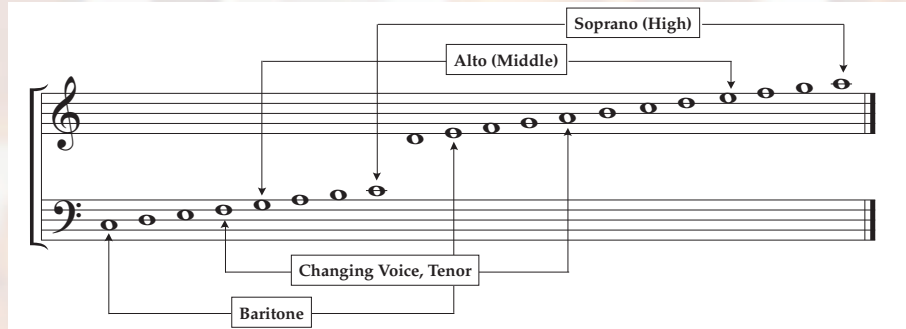 Soprano (High)
Alto (Middle)
Changing Voice, Tenor
Baritone